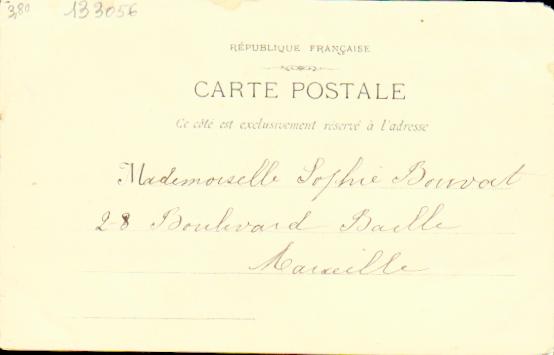 3,80 133056
RÉPUBLIQUE FRANÇAISE
CARTE POSTALE
Ce côté est exclusivement réservé à l'adresse
Mademoiselle Sophie Bouvat
28 Boulevard Baille
Marseille